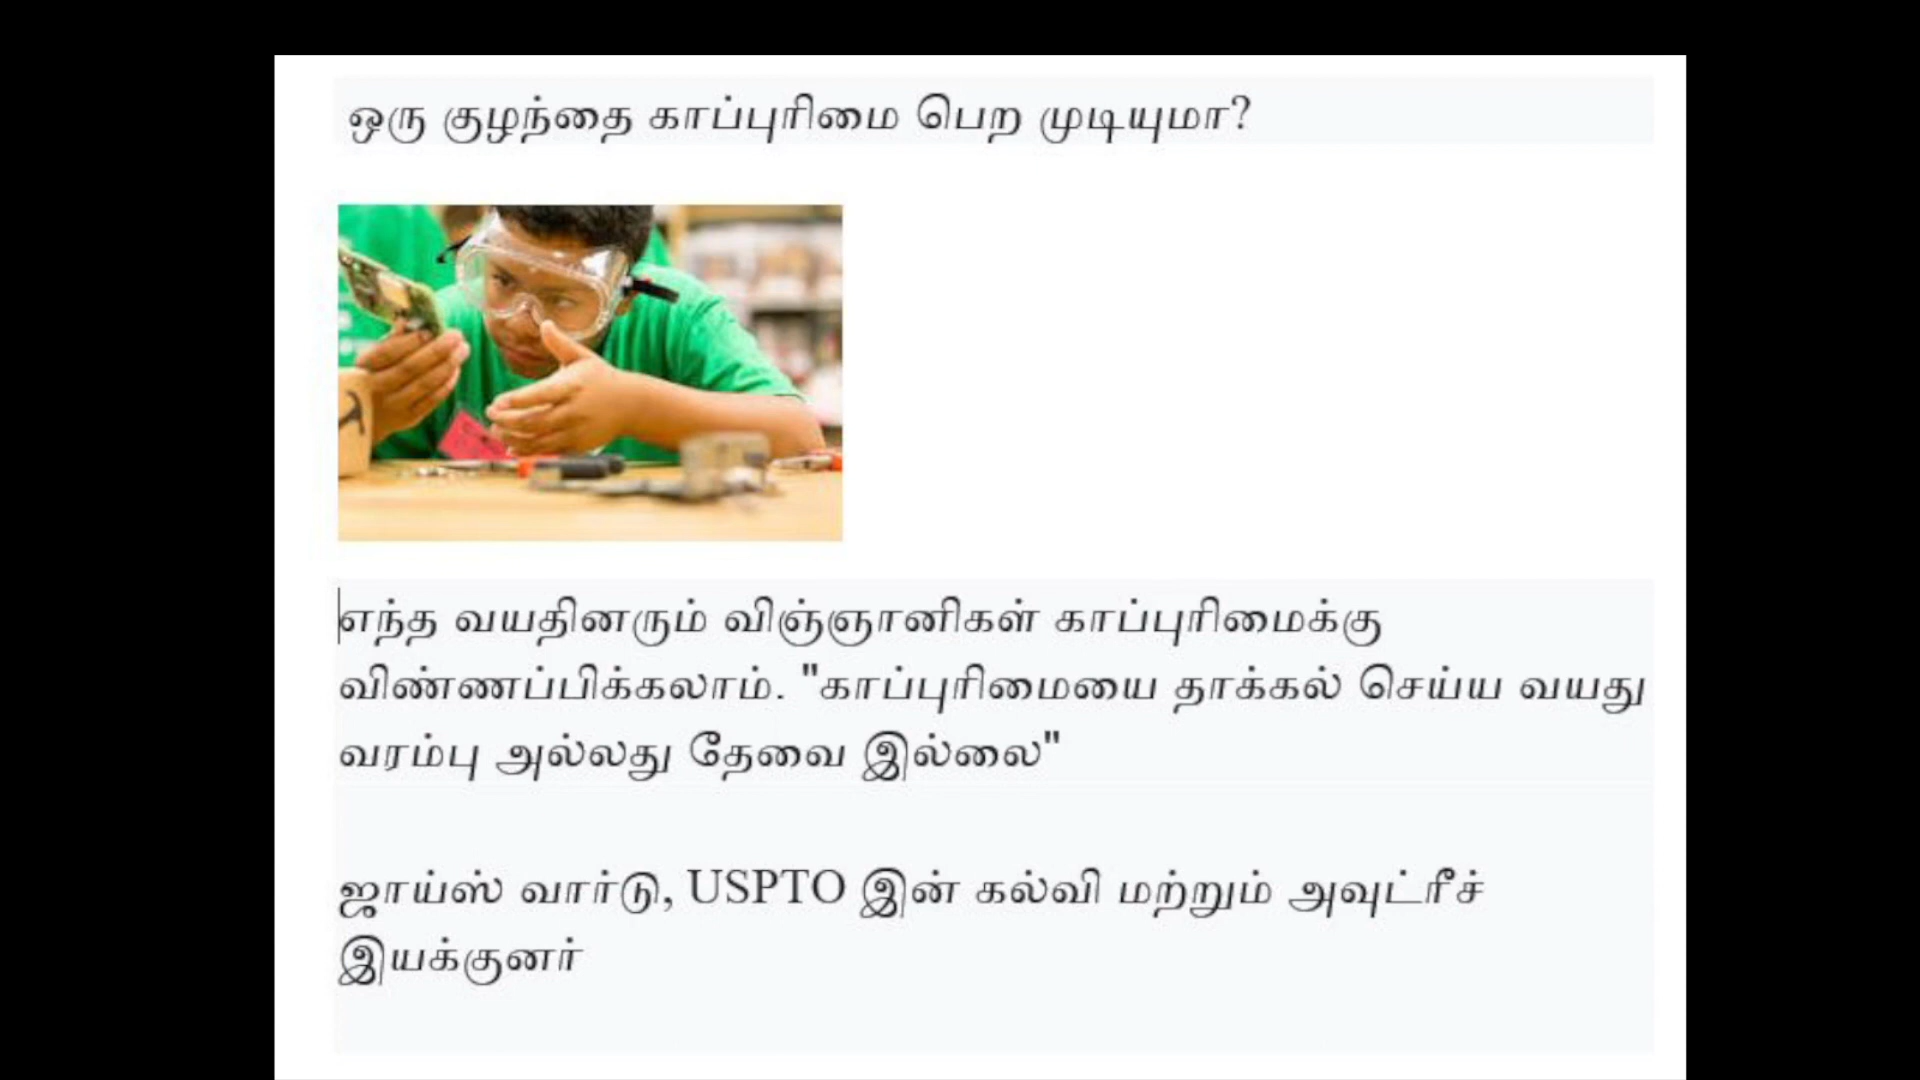 ஒரு குழந்தை காப்புரிமை பெற முடியுமா?
எந்த வயதினரும் விஞ்ஞானிகள் காப்புரிமைக்கு
விண்ணப்பிக்கலாம். "காப்புரிமையை தாக்கல் செய்ய வயது
வரம்பு அல்லது தேவை இல்லை"
ஜாய்ஸ் வார்டு, USPTO இன் கல்வி மற்றும் அவுட்ரீச்
இயக்குனர்